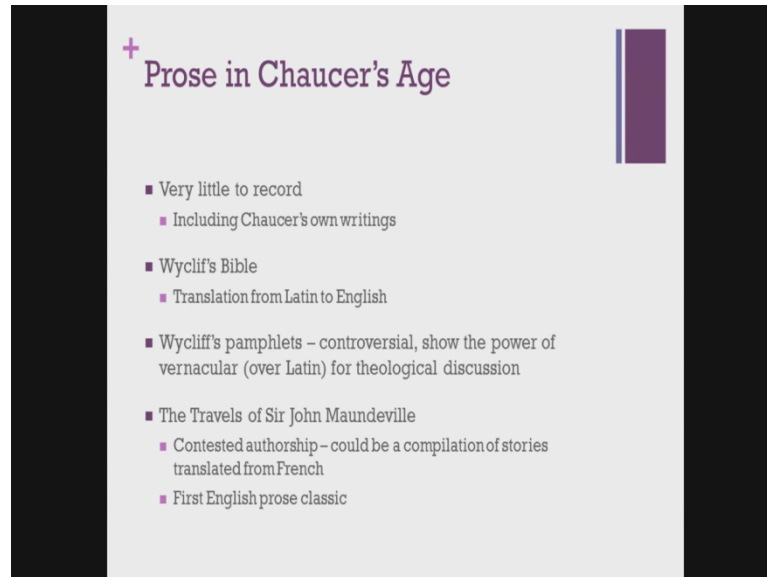 +
Prose in Chaucer's Age
▪ Very little to record
▪ Including Chaucer's own writings
▪ Wyclif's Bible
▪ Translation from Latin to English
▪ Wycliff's pamphlets – controversial, show the power of
vernacular (over Latin) for theological discussion
▪ The Travels of Sir John Maundeville
▪ Contested authorship – could be a compilation of stories
translated from French
▪ First English prose classic